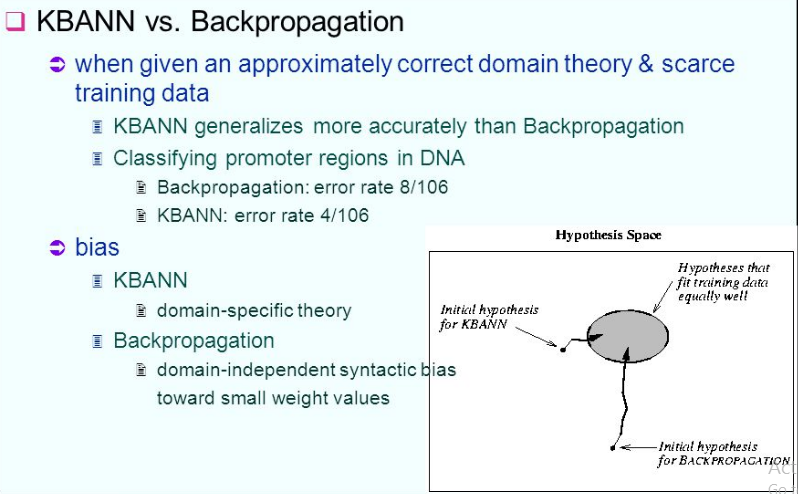 KBANN vs. Backpropagation
when given an approximately correct domain theory & scarce
training data
KBANN generalizes more accurately than Backpropagation
Classifying promoter regions in DNA
Backpropagation: error rate 8/106
KBANN: error rate 4/106
bias
KBANN
domain-specific theory
Backpropagation
domain-independent syntactic bias
toward small weight values
Hypothesis Space
Hypotheses that
fit training data
equally well
Initial hypothesis
for KBANN
Initial hypothesis
for BACKPROPAGATION